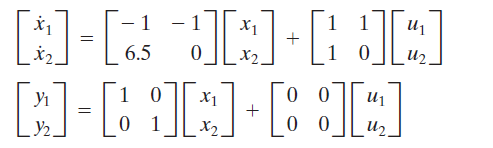 [ẋ₁ ẋ₂] = [−1 −1; 6.5 0] [x₁ x₂] + [1 1; 1 0] [u₁ u₂]
[y₁ y₂] = [1 0; 0 1] [x₁ x₂] + [0 0; 0 0] [u₁ u₂]